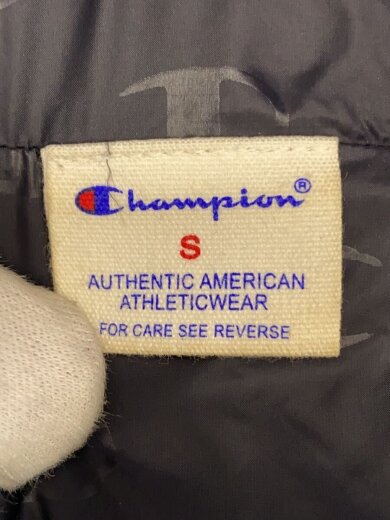 Champion®
S
AUTHENTIC AMERICAN
ATHLETICWEAR
FOR CARE SEE REVERSE